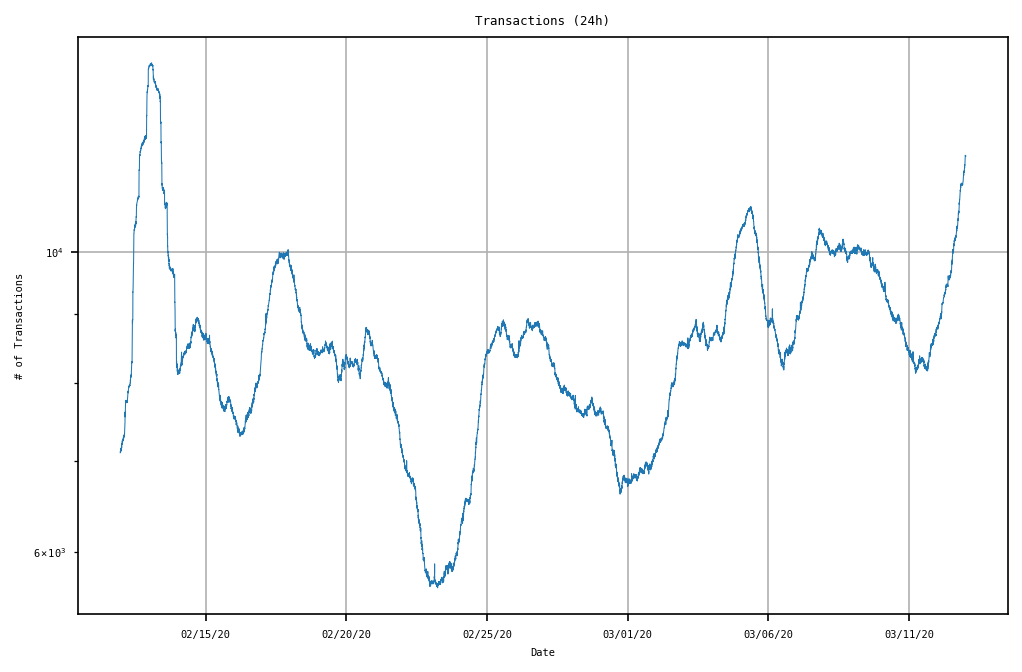 Transactions (24h)
# of Transactions
10⁴
6×10³
02/15/20 02/20/20 02/25/20 03/01/20 03/06/20 03/11/20
Date